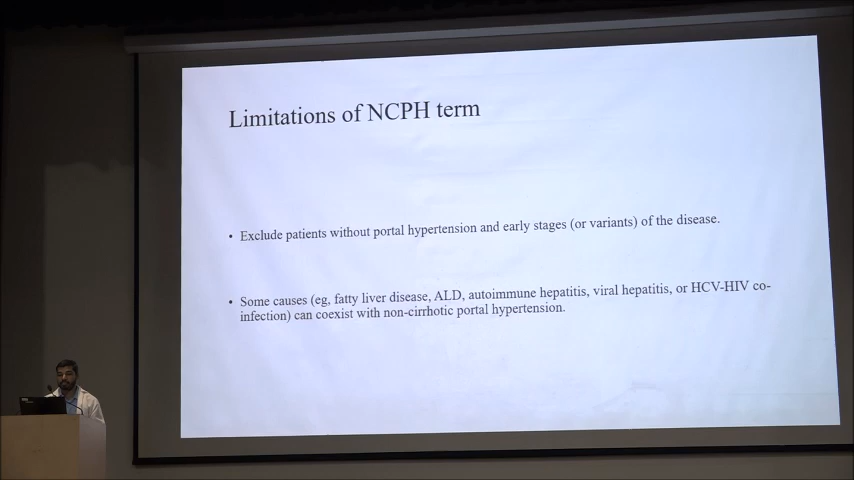 Limitations of NCPH term
• Exclude patients without portal hypertension and early stages (or variants) of the disease.
• Some causes (eg, fatty liver disease, ALD, autoimmune hepatitis, viral hepatitis, or HCV-HIV co-
infection) can coexist with non-cirrhotic portal hypertension.